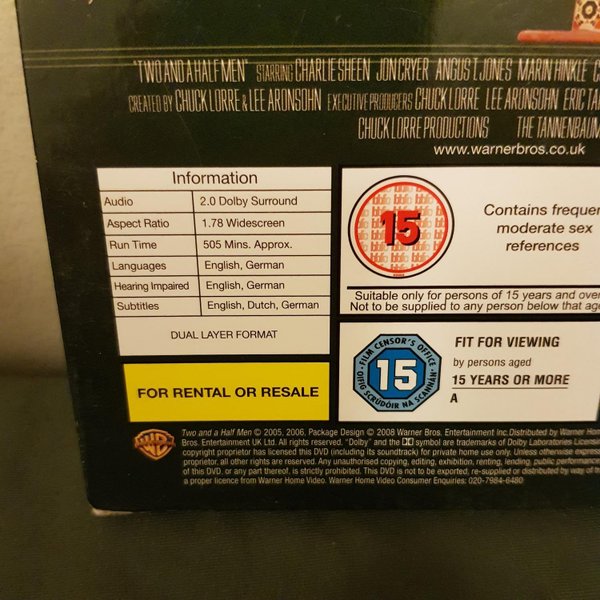 "TWO AND A HALF MEN" STARRING CHARLIE SHEEN JON CRYER ANGUS T. JONES MARIN HINKLE
CREATED BY CHUCK LORRE & LEE ARONSOHN EXECUTIVE PRODUCERS CHUCK LORRE LEE ARONSOHN ERIC
CHUCK LORRE PRODUCTIONS THE TANNENBAUM
www.warnerbros.co.uk
Information
Audio 2.0 Dolby Surround
Aspect Ratio 1.78 Widescreen
Run Time 505 Mins. Approx.
Languages English, German
Hearing Impaired English, German
Subtitles English, Dutch, German
DUAL LAYER FORMAT
FOR RENTAL OR RESALE
15
Contains
moderate sex
references
Suitable only for persons of 15 years and
Not to be supplied to any person below that
FILM CENSOR'S OFFICE
15
OIFIG SCRÚDÓIR NA SCANNÁN
FIT FOR VIEWING
by persons aged
15 YEARS OR MORE
A
WB
Two and a Half Men © 2005, 2006. Package Design © 2008 Warner Bros. Entertainment Inc. Distributed by Warner
Bros. Entertainment UK Ltd. All rights reserved. "Dolby" and the DD symbol are trademarks of Dolby Laboratories
copyright proprietor has licensed this DVD (including its soundtrack) for private home use only. Unless otherwise
proprietor, all other rights are reserved. Any unauthorised copying, editing, exhibition, renting, lending, public performance
of this DVD, or any part thereof, is strictly prohibited. This DVD is not to be exported, re-supplied or distributed by way of
a proper licence from Warner Home Video. Warner Home Video Consumer Enquiries: 020-7984-6480